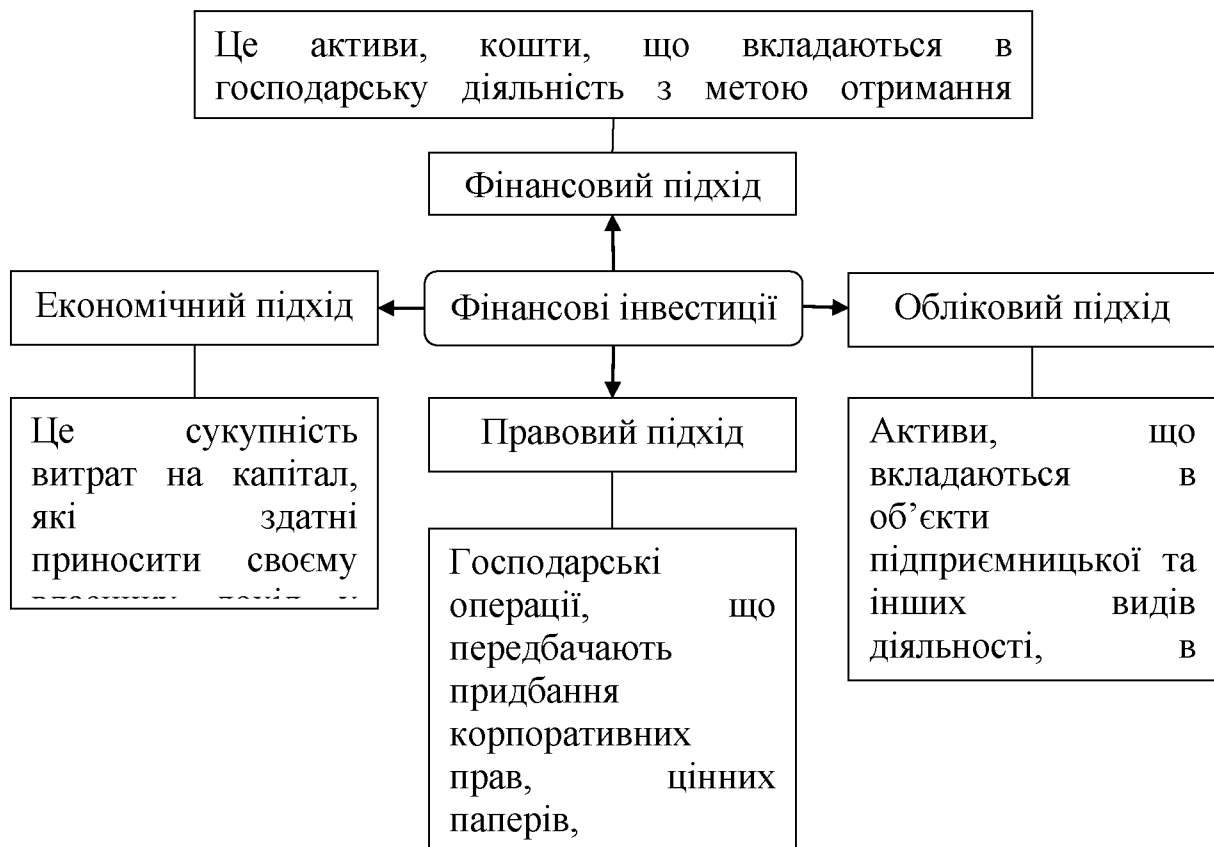 Це активи, кошти, що вкладаються в
господарську діяльність з метою отримання
Фінансовий підхід
Економічний підхід
Фінансові інвестиції
Обліковий підхід
Це сукупність
витрат на капітал,
які здатні
приносити своєму
Правовий підхід
Господарські
операції, що
передбачають
придбання
корпоративних
прав, цінних
паперів,
Активи, що
вкладаються в
об’єкти
підприємницької та
інших видів
діяльності, в